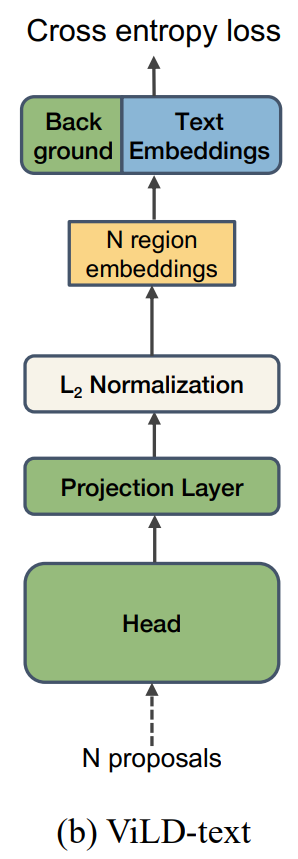 Cross entropy loss
Back Text
ground Embeddings
N region
embeddings
L₂ Normalization
Projection Layer
Head
N proposals
(b) ViLD-text